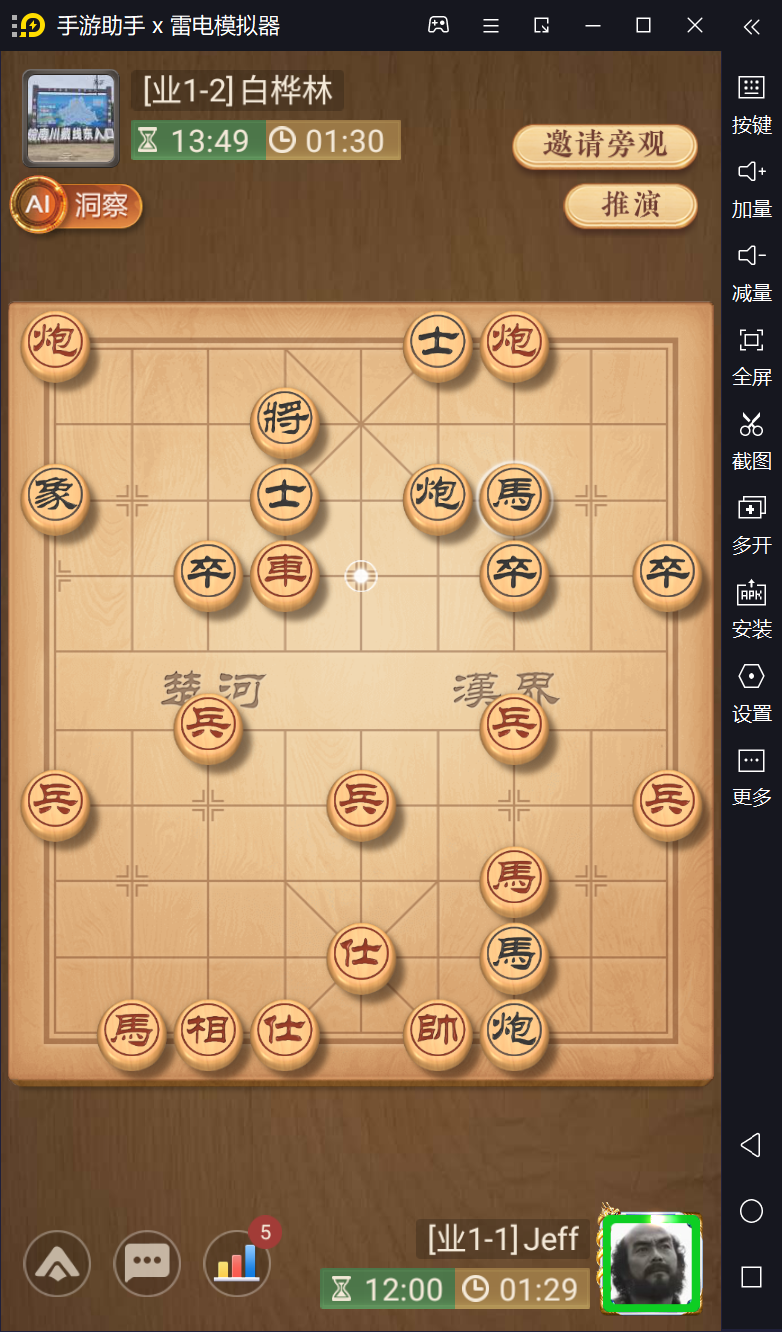 手游助手 x 雷电模拟器
[业1-2] 白桦林
13:49 01:30
邀请旁观
AI 洞察
推演
按键
加量
减量
全屏
截图
多开
APK
安装
设置
更多
炮 士 炮
將
象 士 炮 馬
卒 車 卒 卒
楚河 漢界
兵 兵
兵 兵 兵
馬
仕 馬
馬 相 仕 帥 炮
5
[业1-1] Jeff
12:00 01:29